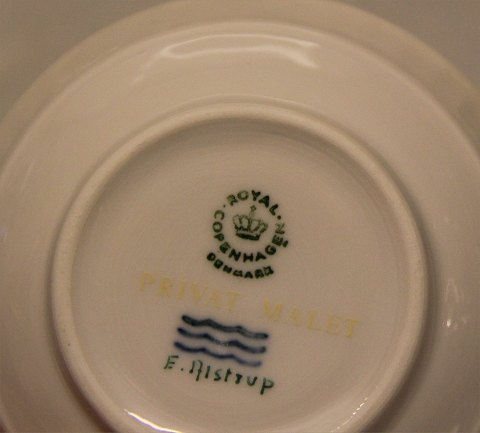 ROYAL
COPENHAGEN
DENMARK
PRIVAT MALET
E. Alstrup